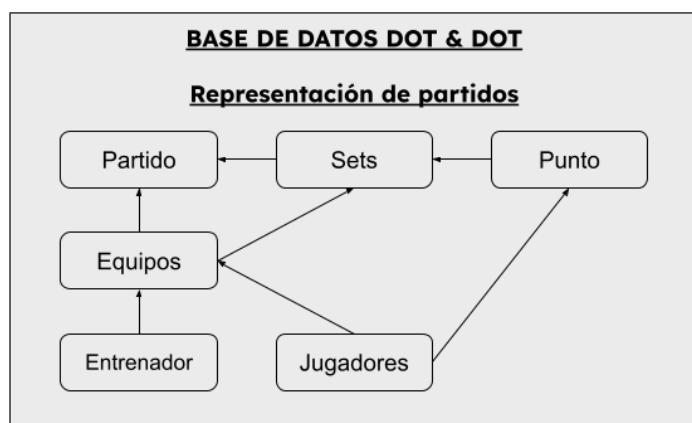 BASE DE DATOS DOT & DOT
Representación de partidos
Partido
Sets
Punto
Equipos
Entrenador
Jugadores